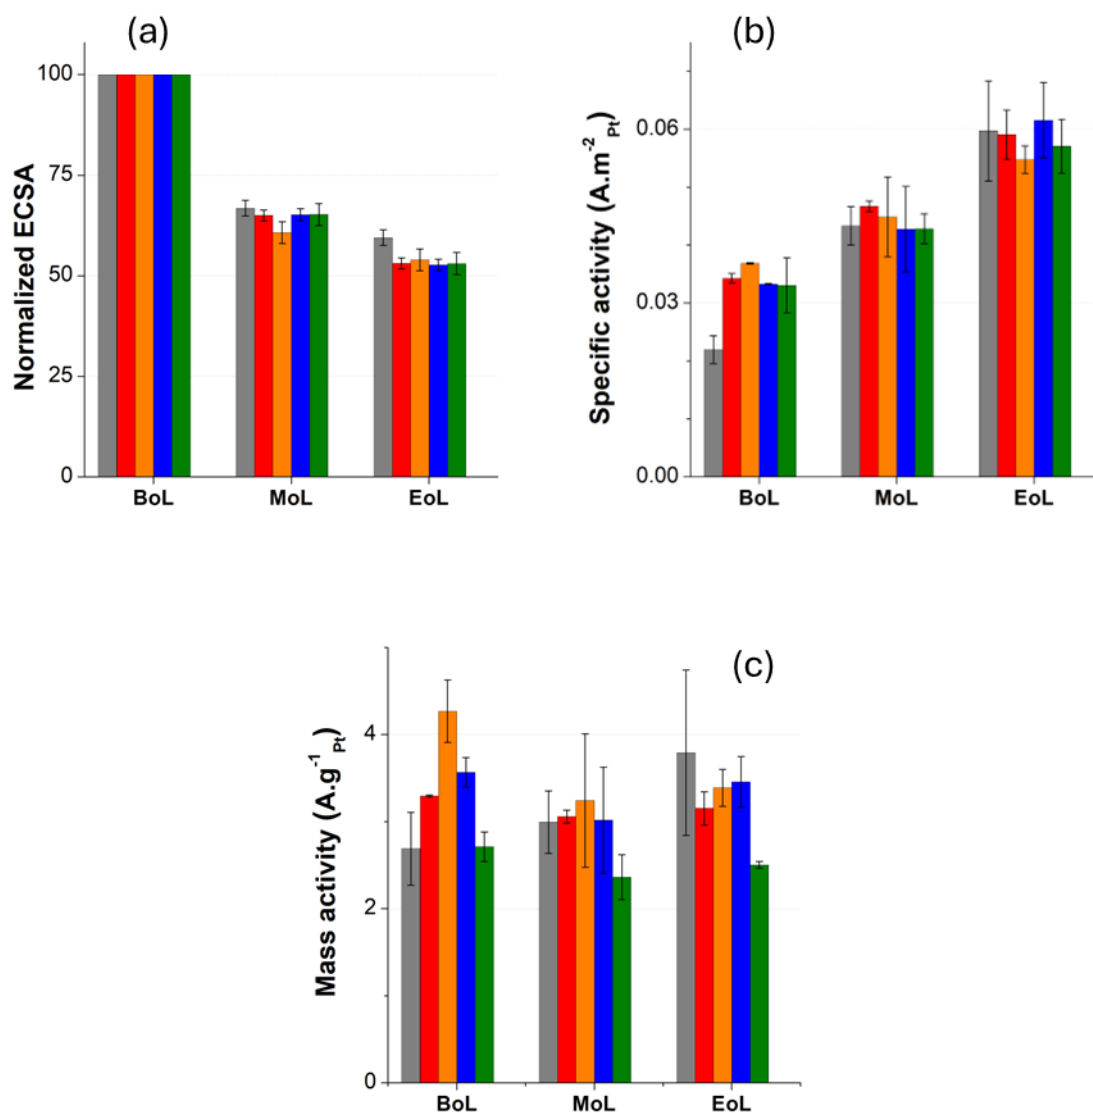 (a)
Normalized ECSA
100
75
50
25
0
BoL MoL EoL
(b)
Specific activity (A.m⁻²Pt)
0.06
0.03
0.00
BoL MoL EoL
(c)
Mass activity (A.g⁻¹Pt)
4
2
0
BoL MoL EoL